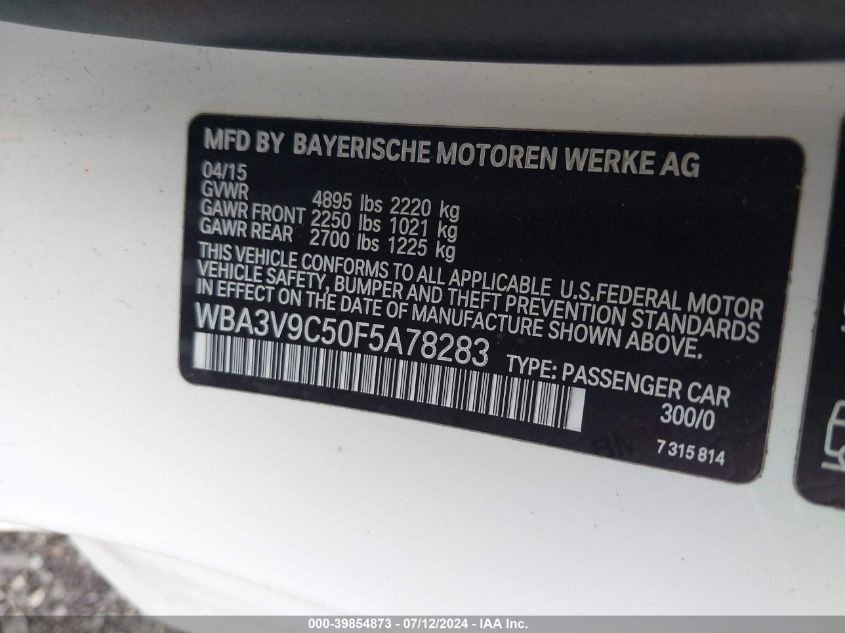 MFD BY BAYERISCHE MOTOREN WERKE AG
04/15
GVWR 4895 lbs 2220 kg
GAWR FRONT 2250 lbs 1021 kg
GAWR REAR 2700 lbs 1225 kg
THIS VEHICLE CONFORMS TO ALL APPLICABLE U.S.FEDERAL MOTOR
VEHICLE SAFETY, BUMPER AND THEFT PREVENTION STANDARDS
IN EFFECT ON THE DATE OF MANUFACTURE SHOWN ABOVE.
WBA3V9C50F5A78283
TYPE: PASSENGER CAR
300/0
7 315 814
000-39854873 - 07/12/2024 - IAA Inc.